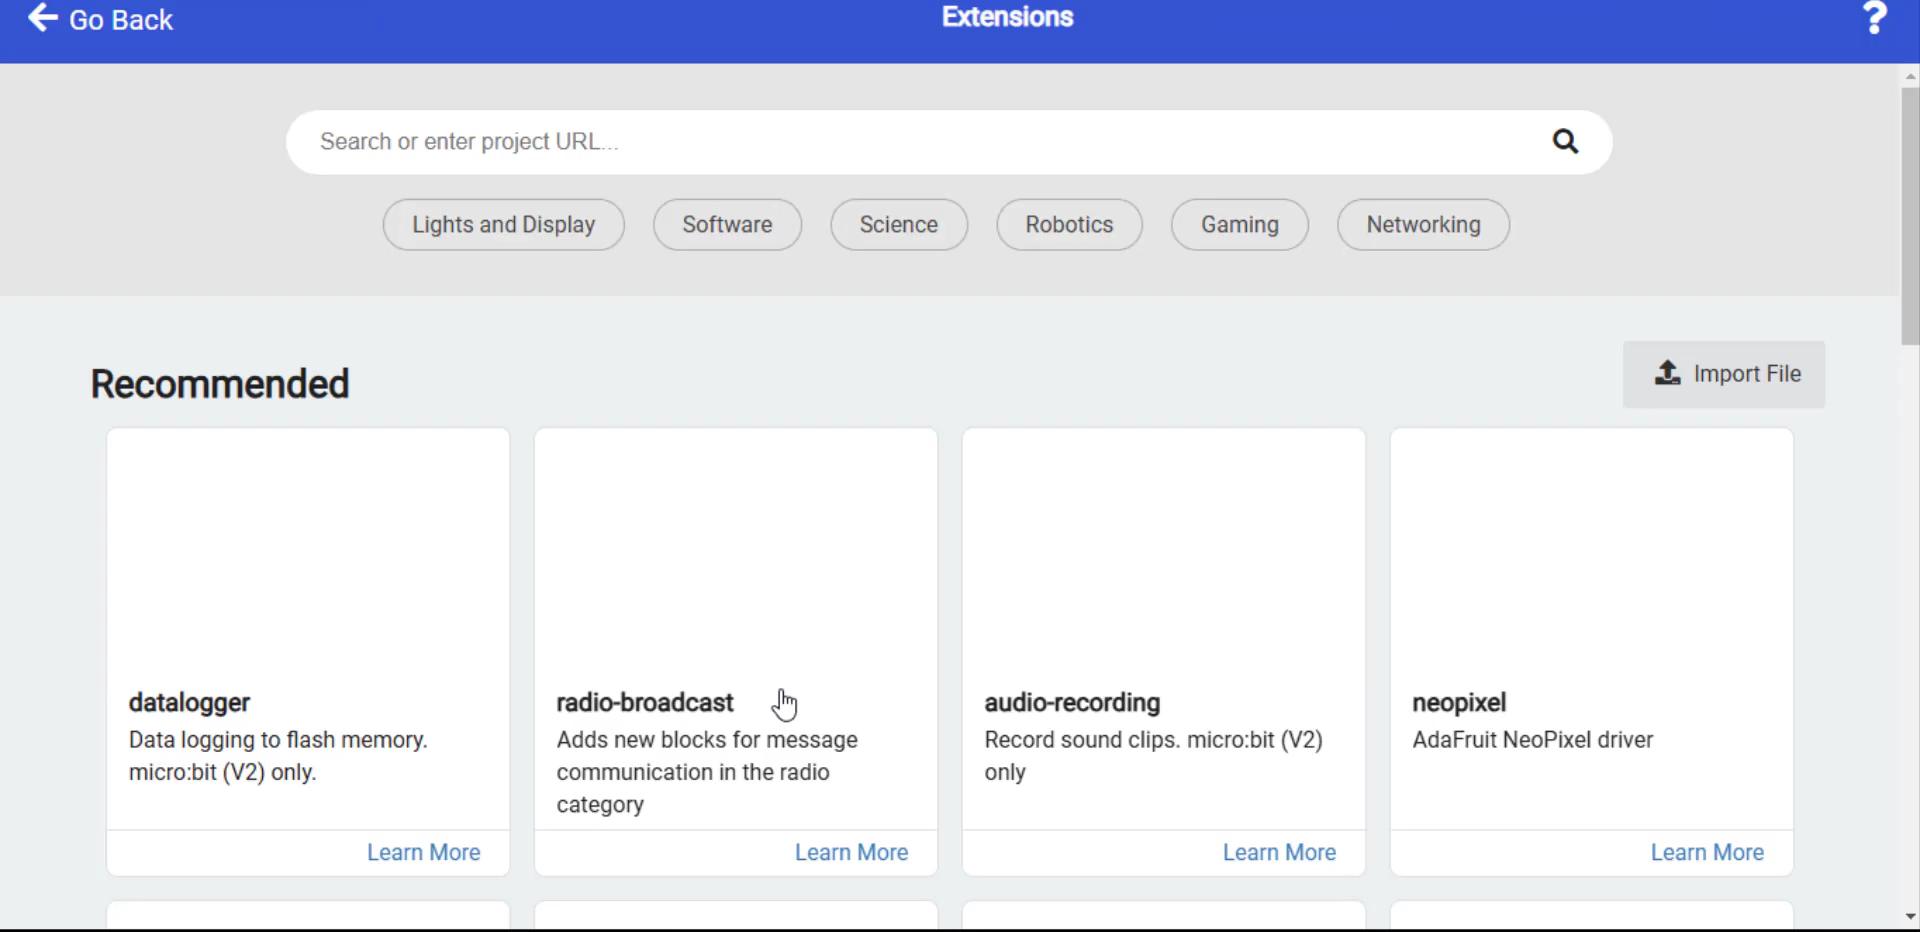 Go Back
Extensions
?
Search or enter project URL...
Lights and Display
Software
Science
Robotics
Gaming
Networking
Recommended
Import File
datalogger
Data logging to flash memory.
micro:bit (V2) only.
Learn More
radio-broadcast
Adds new blocks for message
communication in the radio
category
Learn More
audio-recording
Record sound clips. micro:bit (V2)
only
Learn More
neopixel
AdaFruit NeoPixel driver
Learn More